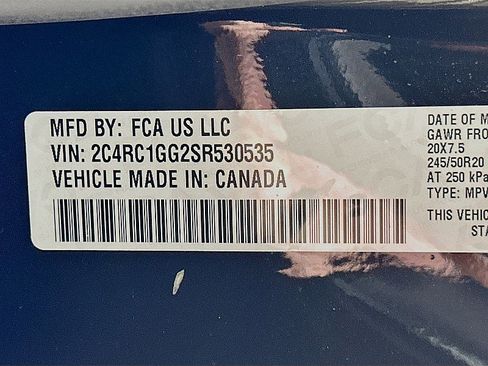 MFD BY: FCA US LLC
VIN: 2C4RC1GG2SR530535
VEHICLE MADE IN: CANADA
DATE OF M
GAWR FRO
20X7.5
245/50R20
AT 250 kPa
TYPE: MPV
THIS VEHIC
STA